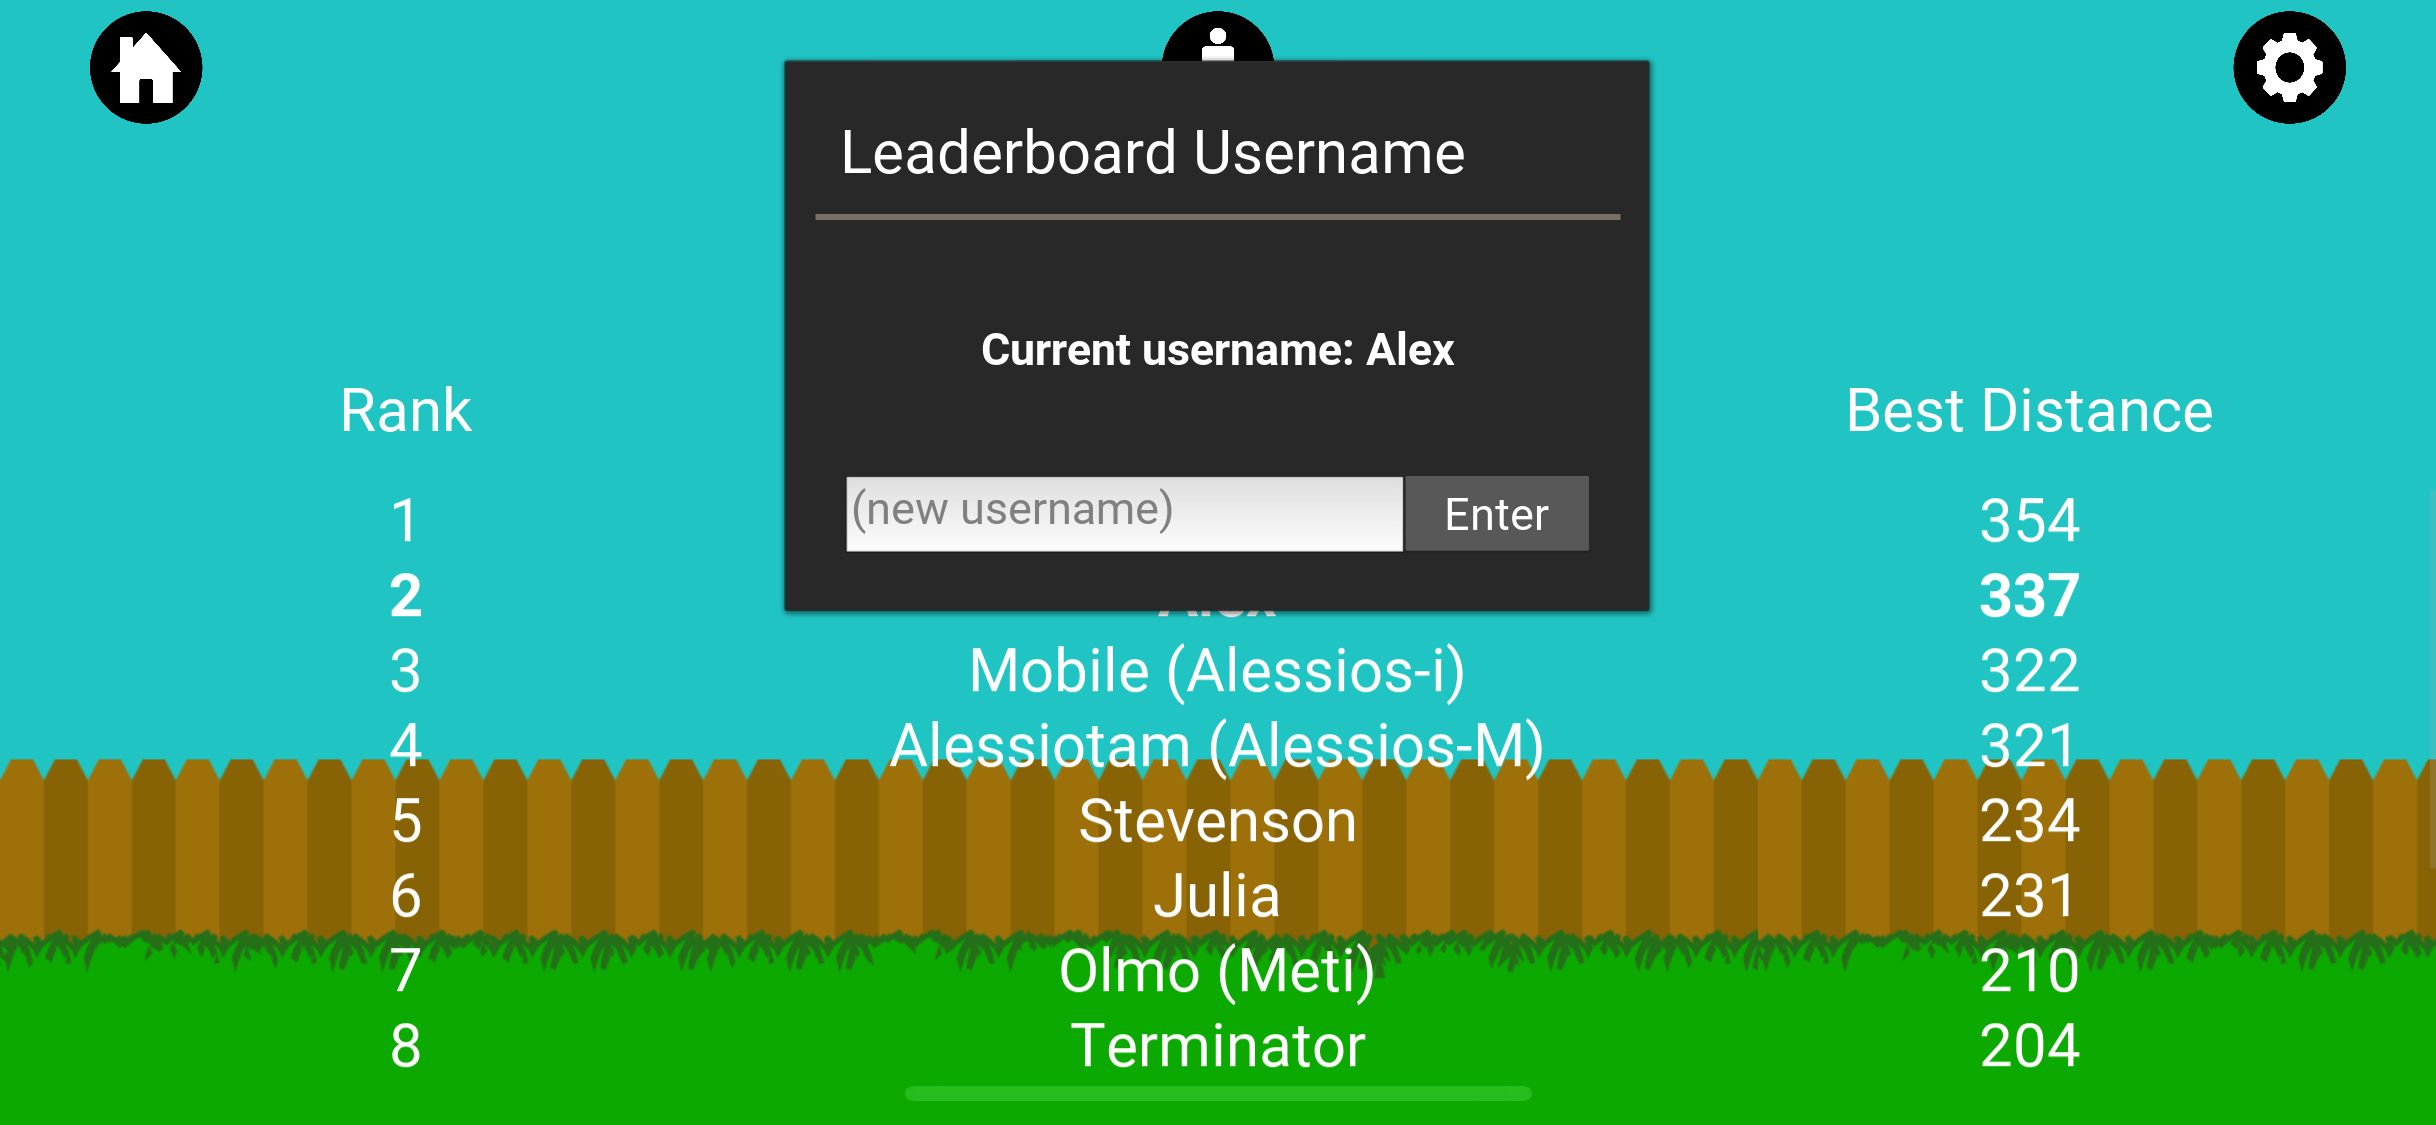 Leaderboard Username
Current username: Alex
(new username) Enter
Rank Best Distance
1 354
2 Alex 337
3 Mobile (Alessios-i) 322
4 Alessiotam (Alessios-M) 321
5 Stevenson 234
6 Julia 231
7 Olmo (Meti) 210
8 Terminator 204